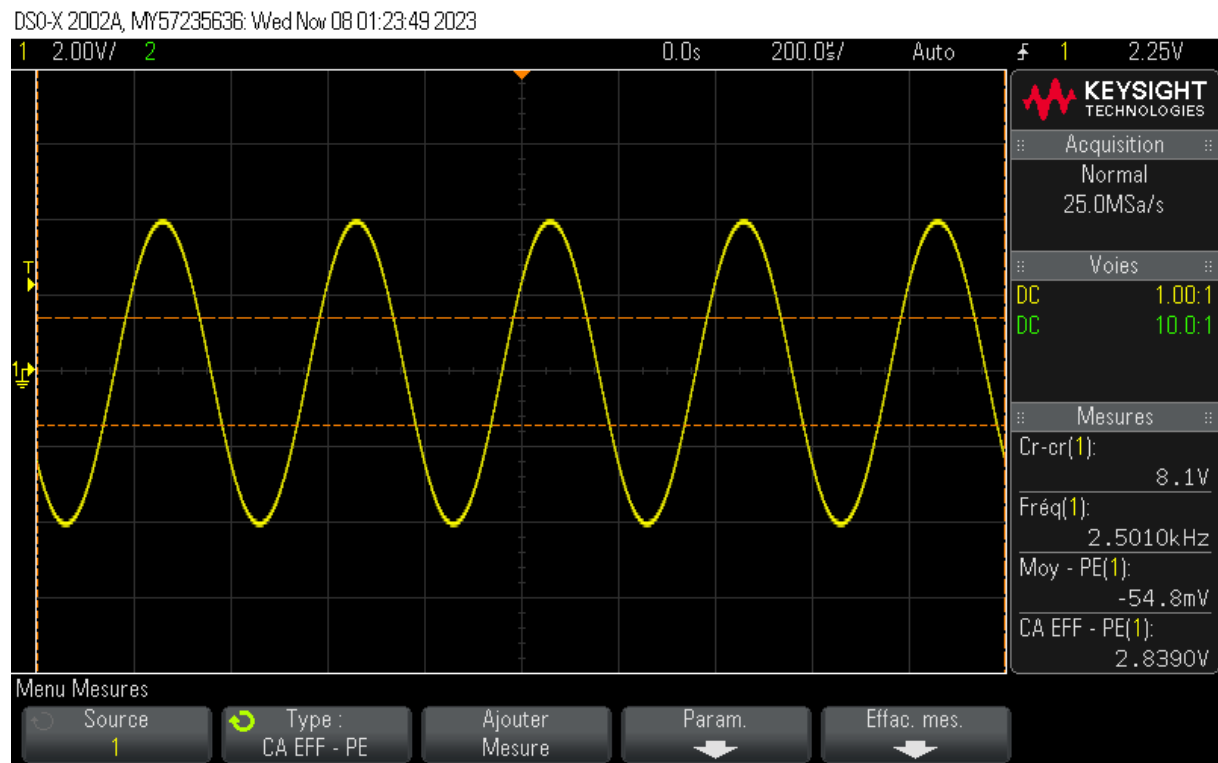 DSO-X 2002A, MY57235636: Wed Nov 08 01:23:49 2023
1 2.00V/ 2 0.0s 200.0us/ Auto 1 2.25V
KEYSIGHT
TECHNOLOGIES
Acquisition
Normal
25.0MSa/s
T
Voies
DC 1.00:1
DC 10.0:1
1
Mesures
Cr-cr(1):
8.1V
Fréq(1):
2.5010kHz
Moy - PE(1):
-54.8mV
CA EFF - PE(1):
2.8390V
Menu Mesures
Source
1
Type :
CA EFF - PE
Ajouter
Mesure
Param.
Effac. mes.